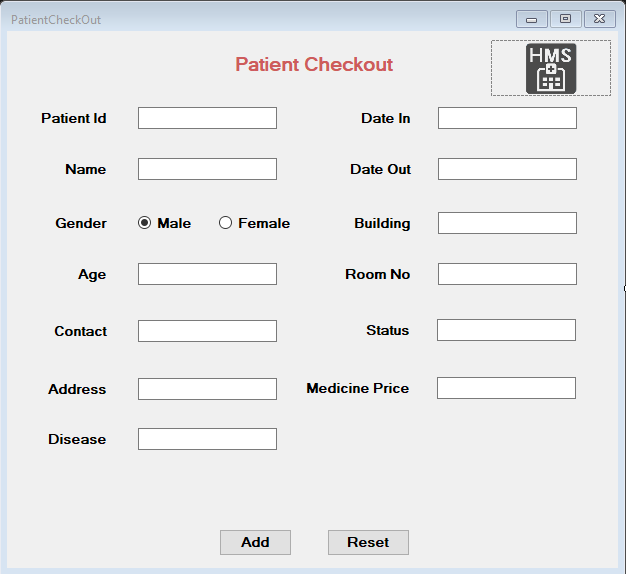 PatientCheckOut
Patient Checkout
HMS
Patient Id
Date In
Name
Date Out
Gender Male Female
Building
Age
Room No
Contact
Status
Address
Medicine Price
Disease
Add Reset